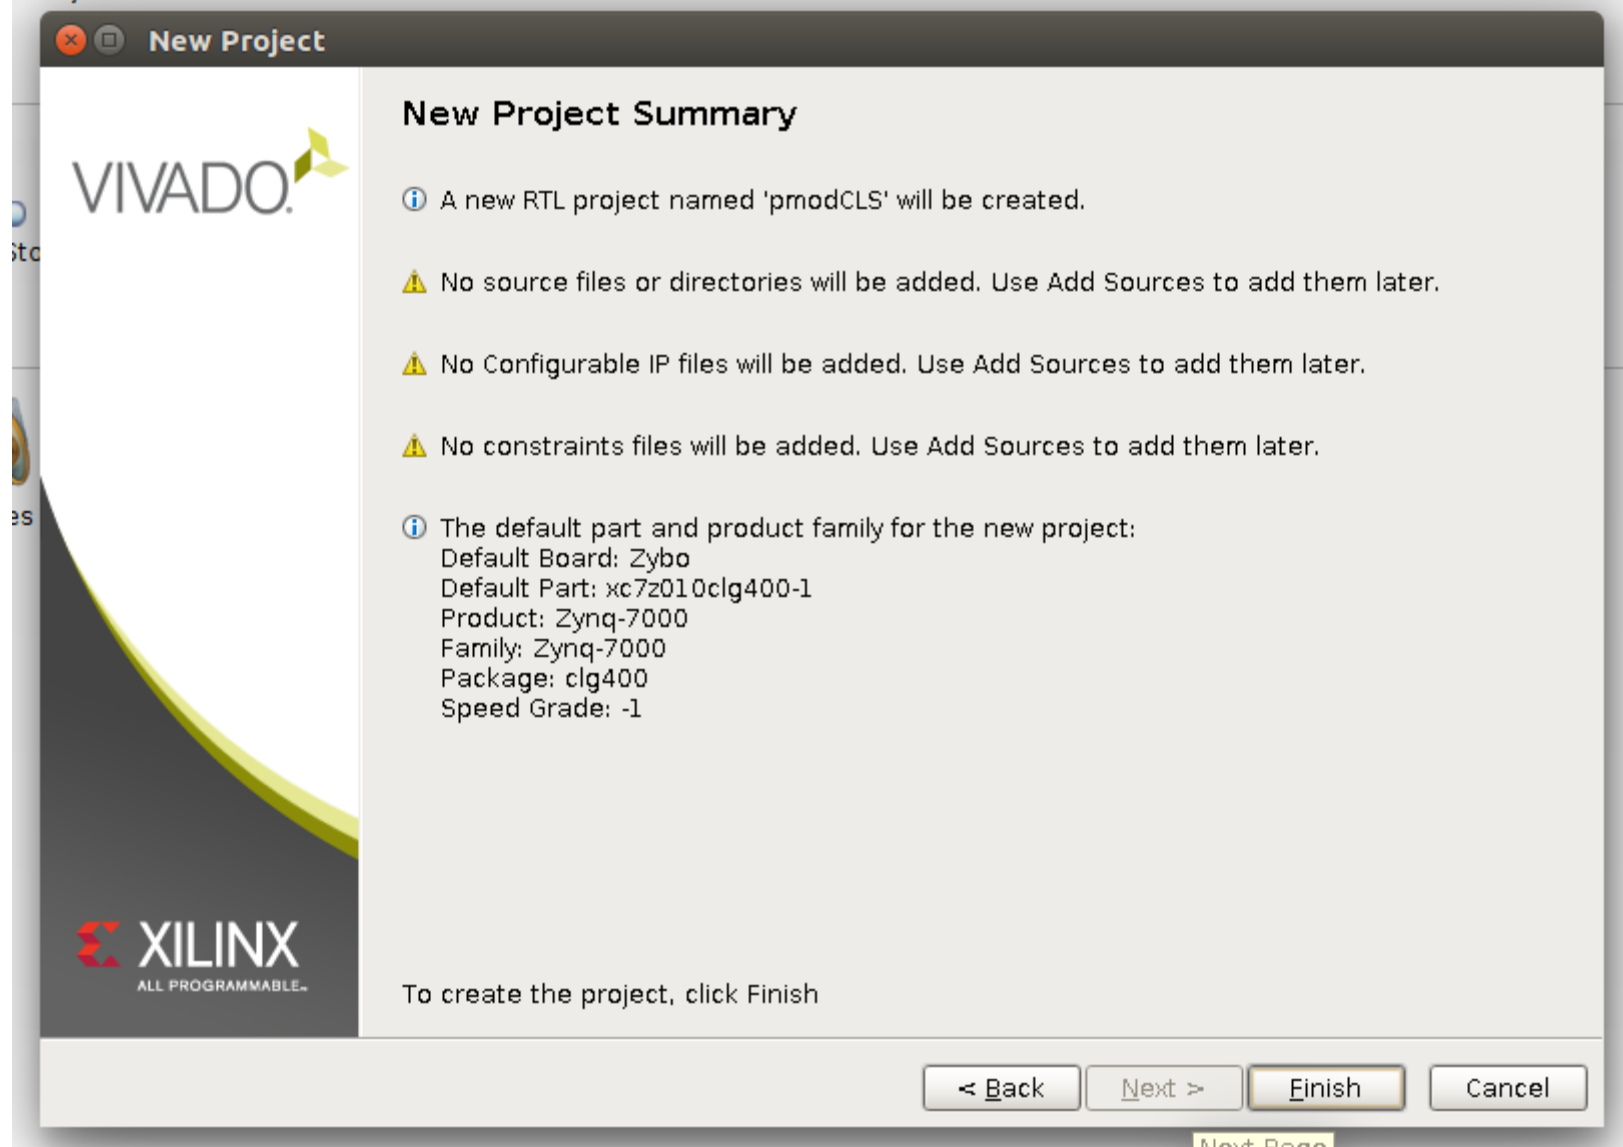 New Project
New Project Summary
VIVADO.
A new RTL project named 'pmodCLS' will be created.
Sto
No source files or directories will be added. Use Add Sources to add them later.
No Configurable IP files will be added. Use Add Sources to add them later.
No constraints files will be added. Use Add Sources to add them later.
es
The default part and product family for the new project:
Default Board: Zybo
Default Part: xc7z010clg400-1
Product: Zynq-7000
Family: Zynq-7000
Package: clg400
Speed Grade: -1
XILINX
ALL PROGRAMMABLE™
To create the project, click Finish
< Back
Next >
Finish
Cancel
Next Page